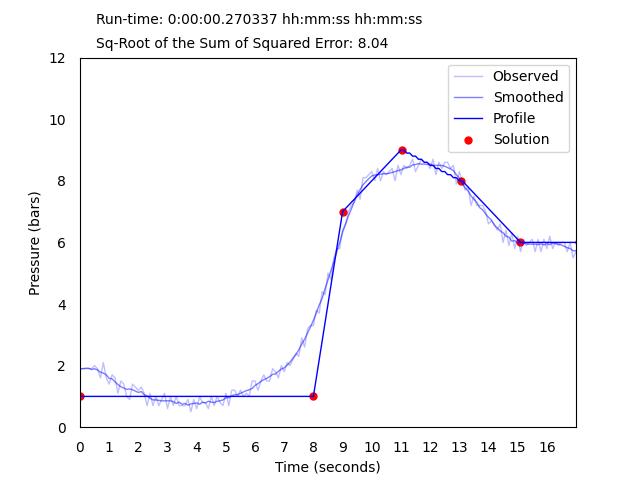 Run-time: 0:00:00.270337 hh:mm:ss hh:mm:ss
Sq-Root of the Sum of Squared Error: 8.04
12
10
8
6
4
2
0
Pressure (bars)
Observed
Smoothed
Profile
Solution
0 1 2 3 4 5 6 7 8 9 10 11 12 13 14 15 16
Time (seconds)